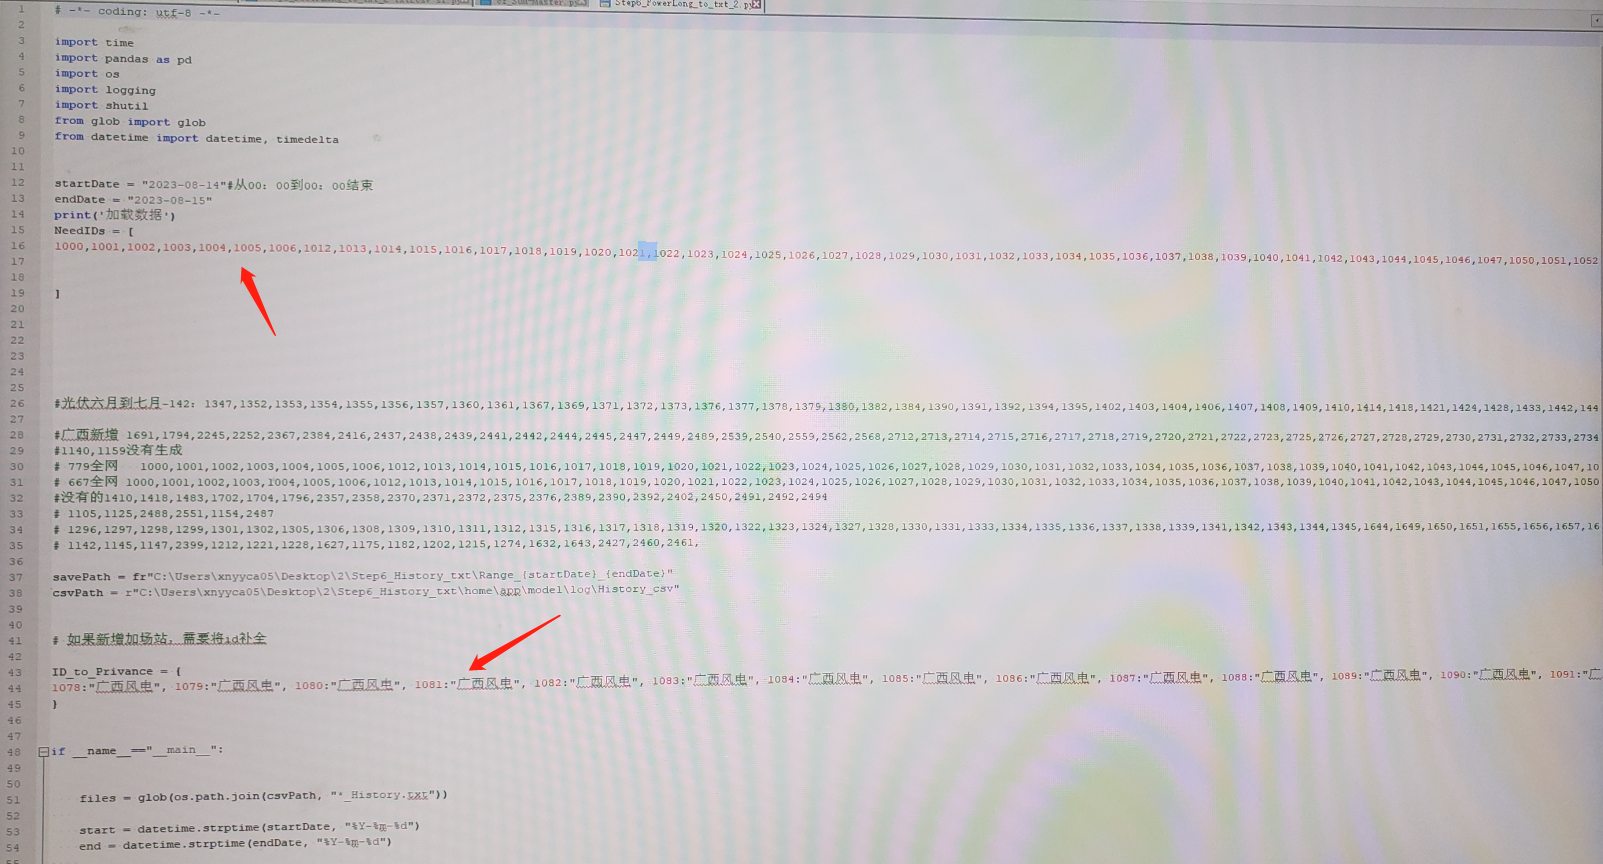 Step6_PowerLong_to_txt_2.py
1 # -*- coding: utf-8 -*-
2
3 import time
4 import pandas as pd
5 import os
6 import logging
7 import shutil
8 from glob import glob
9 from datetime import datetime, timedelta
10
11
12 startDate = "2023-08-14"#从00：00到00：00结束
13 endDate = "2023-08-15"
14 print('加载数据')
15 NeedIDs = [
16 1000,1001,1002,1003,1004,1005,1006,1012,1013,1014,1015,1016,1017,1018,1019,1020,1021,1022,1023,1024,1025,1026,1027,1028,1029,1030,1031,1032,1033,1034,1035,1036,1037,1038,1039,1040,1041,1042,1043,1044,1045,1046,1047,1050,1051,1052
17
18
19 ]
20
21
22
23
24
25
26 #光伏六月到七月-142：1347,1352,1353,1354,1355,1356,1357,1360,1361,1367,1369,1371,1372,1373,1376,1377,1378,1379,1380,1382,1384,1390,1391,1392,1394,1395,1402,1403,1404,1406,1407,1408,1409,1410,1414,1418,1421,1424,1428,1433,1442,144
27
28 #广西新增 1691,1794,2245,2252,2367,2384,2416,2437,2438,2439,2441,2442,2444,2445,2447,2449,2489,2539,2540,2559,2562,2568,2712,2713,2714,2715,2716,2717,2718,2719,2720,2721,2722,2723,2725,2726,2727,2728,2729,2730,2731,2732,2733,2734
29 #1140,1159没有生成
30 # 779全网 1000,1001,1002,1003,1004,1005,1006,1012,1013,1014,1015,1016,1017,1018,1019,1020,1021,1022,1023,1024,1025,1026,1027,1028,1029,1030,1031,1032,1033,1034,1035,1036,1037,1038,1039,1040,1041,1042,1043,1044,1045,1046,1047,10
31 # 667全网 1000,1001,1002,1003,1004,1005,1006,1012,1013,1014,1015,1016,1017,1018,1019,1020,1021,1022,1023,1024,1025,1026,1027,1028,1029,1030,1031,1032,1033,1034,1035,1036,1037,1038,1039,1040,1041,1042,1043,1044,1045,1046,1047,1050
32 #没有的1410,1418,1483,1702,1704,1796,2357,2358,2370,2371,2372,2375,2376,2389,2390,2392,2402,2450,2491,2492,2494
33 # 1105,1125,2488,2551,1154,2487
34 # 1296,1297,1298,1299,1301,1302,1305,1306,1308,1309,1310,1311,1312,1315,1316,1317,1318,1319,1320,1322,1323,1324,1327,1328,1330,1331,1333,1334,1335,1336,1337,1338,1339,1341,1342,1343,1344,1345,1644,1649,1650,1651,1655,1656,1657,16
35 # 1142,1145,1147,2399,1212,1221,1228,1627,1175,1182,1202,1215,1274,1632,1643,2427,2460,2461,
36
37 savePath = fr"C:\Users\xnyyca05\Desktop\2\Step6_History_txt\Range_{startDate}_{endDate}"
38 csvPath = r"C:\Users\xnyyca05\Desktop\2\Step6_History_txt\home\app\model\log\History_csv"
39
40
41 # 如果新增加场站，需要将id补全
42
43 ID_to_Privance = {
44 1078:"广西风电", 1079:"广西风电", 1080:"广西风电", 1081:"广西风电", 1082:"广西风电", 1083:"广西风电", 1084:"广西风电", 1085:"广西风电", 1086:"广西风电", 1087:"广西风电", 1088:"广西风电", 1089:"广西风电", 1090:"广西风电", 1091:"广
45 }
46
47
48 if __name__=="__main__":
49
50
51 files = glob(os.path.join(csvPath, "*_History.txt"))
52
53 start = datetime.strptime(startDate, "%Y-%m-%d")
54 end = datetime.strptime(endDate, "%Y-%m-%d")